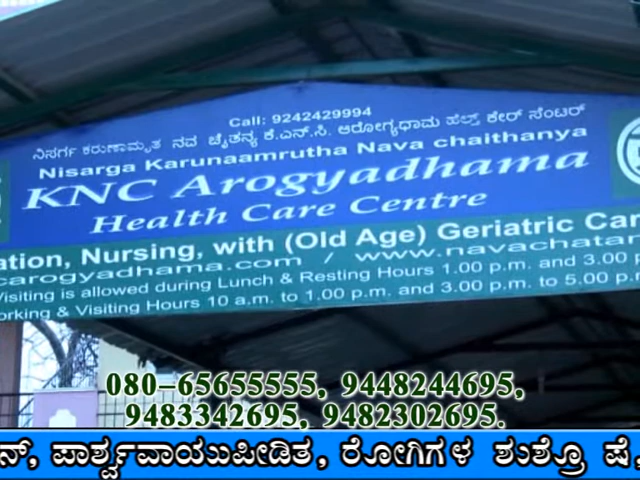 Call: 9242429994
ನಿಸರ್ಗ ಕರುಣಾಮೃತ ನವ ಚೈತನ್ಯ ಕೆ.ಎನ್.ಸಿ. ಆರೋಗ್ಯಧಾಮ ಹೆಲ್ತ್ ಕೇರ್ ಸೆಂಟರ್
Nisarga Karunaamrutha Nava chaithanya
KNC Arogyadhama
Health Care Centre
ation, Nursing, with (Old Age) Geriatric Car
carogyadhama.com / www.navachatan
Visiting is allowed during Lunch & Resting Hours 1.00 p.m. and 3.00 p
orking & Visiting Hours 10 a.m. to 1.00 p.m. and 3.00 p.m. to 5.00 p.m
080-65655555, 9448244695,
9483342695, 9482302695.
ನ್, ಪಾರ್ಶ್ವವಾಯುಪೀಡಿತ, ರೋಗಿಗಳ ಶುಶ್ರೊಷೆ,